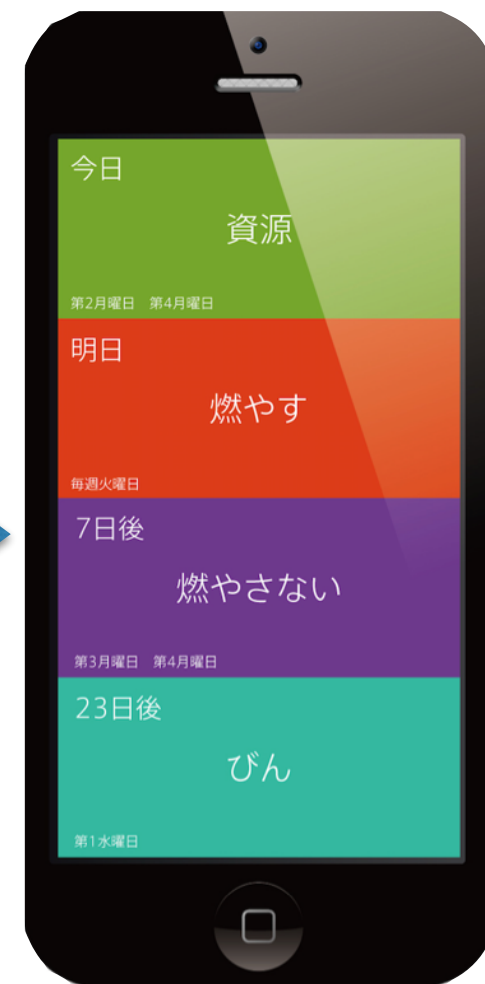 今日
資源
第2月曜日　第4月曜日
明日
燃やす
毎週火曜日
7日後
燃やさない
第3月曜日　第4月曜日
23日後
びん
第1水曜日